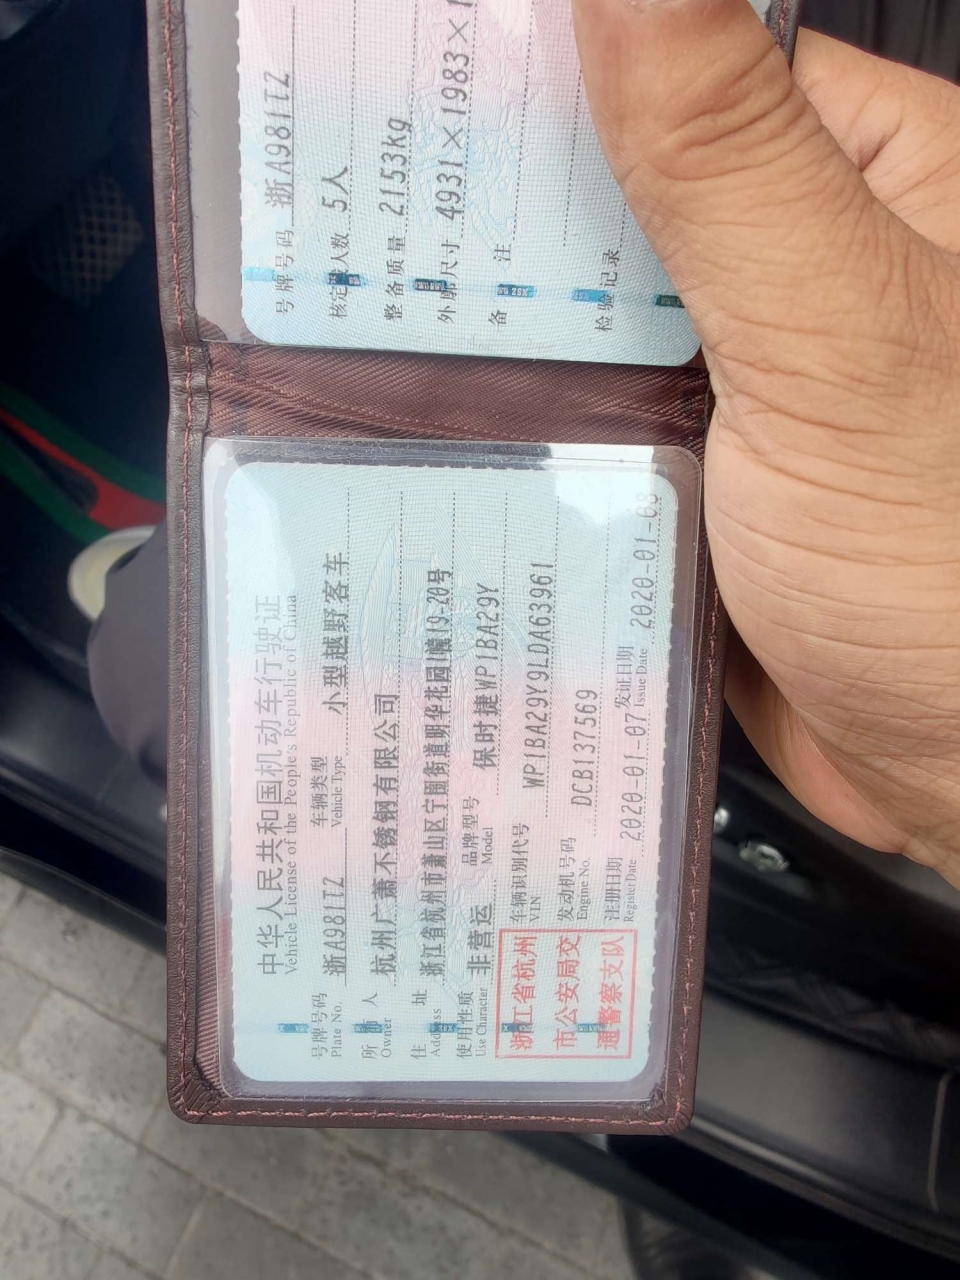 中华人民共和国机动车行驶证
Vehicle License of the People's Republic of China
号牌号码 浙A981TZ 车辆类型 小型越野客车
Plate No. Vehicle Type
所 人 杭州广萧不锈钢有限公司
Owner
住 址 浙江省杭州市萧山区宁围街道明华花园1幢19-20号
Address
使用性质 非营运 品牌型号 保时捷WP1BA29Y
Use Character Model
车辆识别代号 WP1BA29Y9LDA63961
VIN
发动机号码 DCB137569
Engine No.
注册日期 2020-01-07 发证日期 2020-01-08
Register Date Issue Date
浙江省杭州
市公安局交
通警察支队
号牌号码 浙A981TZ
核定 人数 5人
整备质量 2153kg
外廓尺寸 4931×1983×1
备 注
检验记录